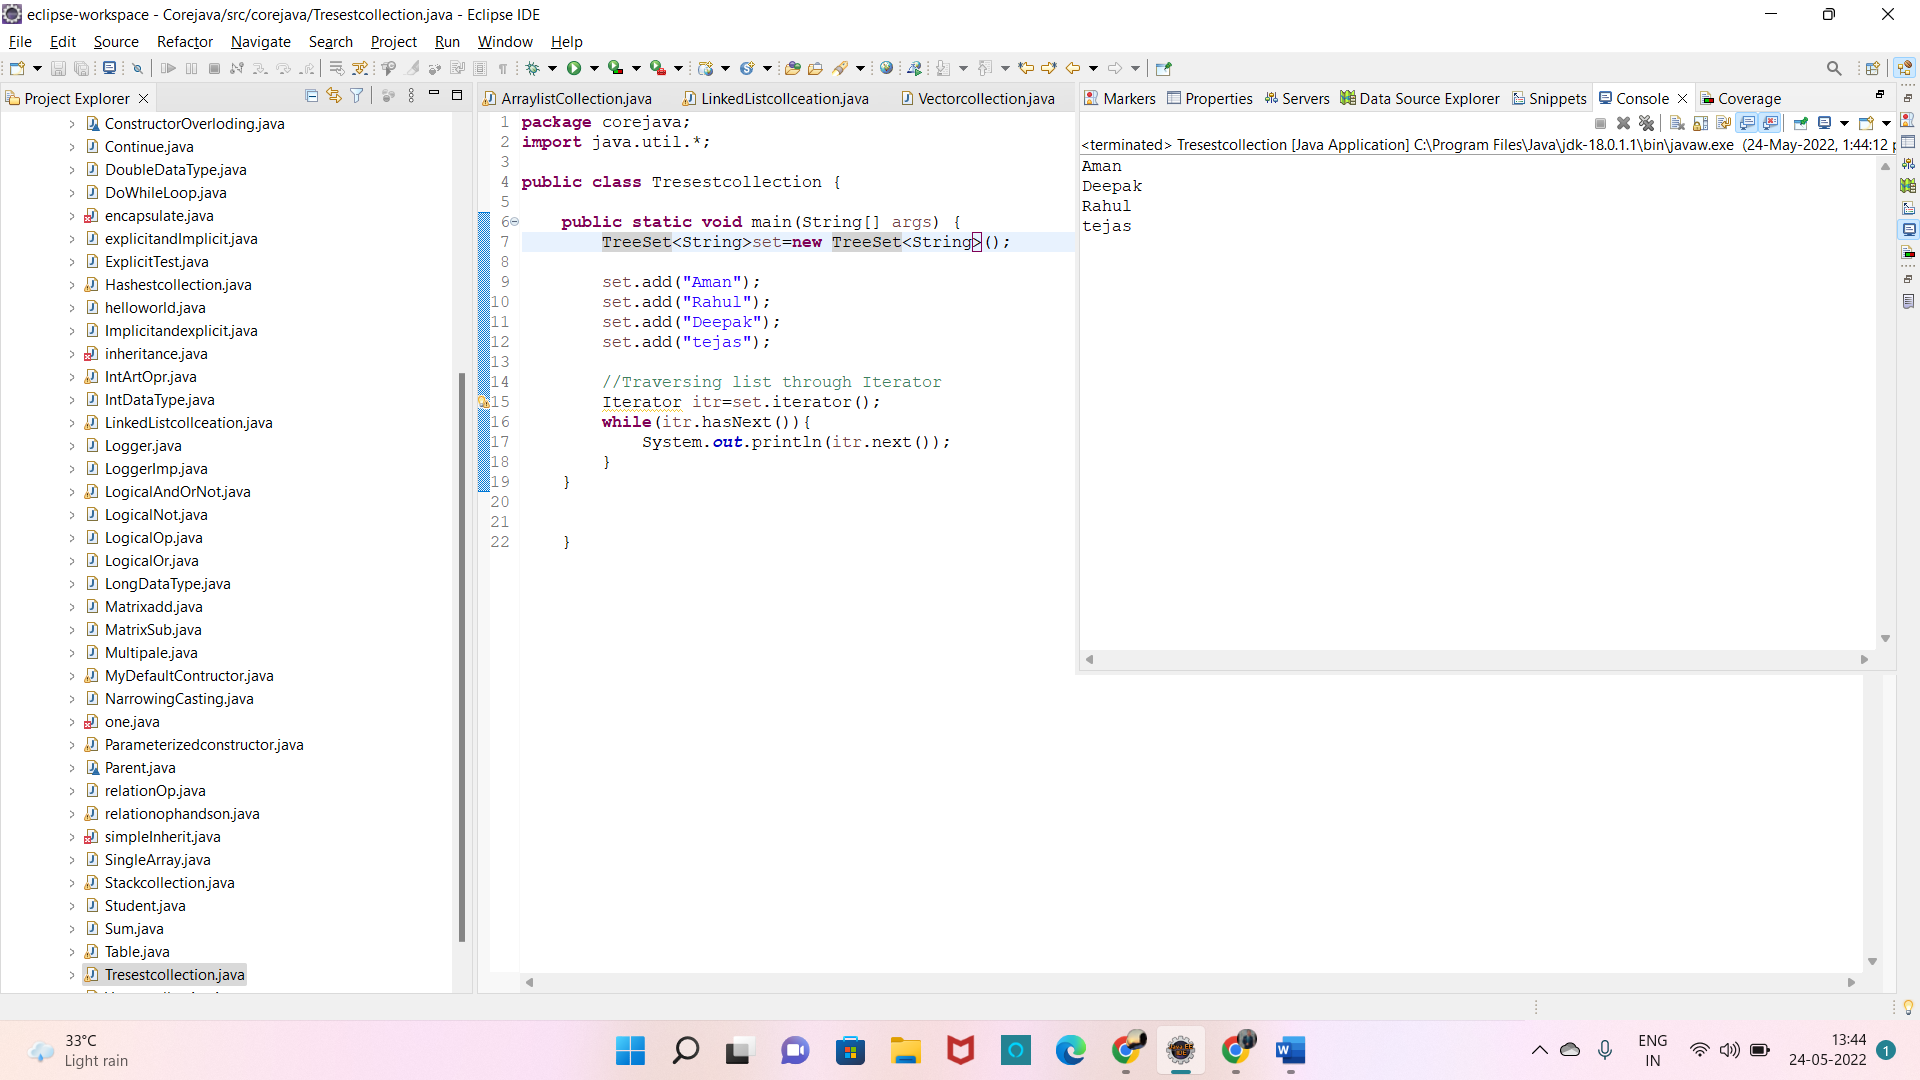 eclipse-workspace - Corejava/src/corejava/Tresestcollection.java - Eclipse IDE
File Edit Source Refactor Navigate Search Project Run Window Help
Project Explorer
ConstructorOverloding.java
Continue.java
DoubleDataType.java
DoWhileLoop.java
encapsulate.java
explicitandImplicit.java
ExplicitTest.java
Hashestcollection.java
helloworld.java
Implicitandexplicit.java
inheritance.java
IntArtOpr.java
IntDataType.java
LinkedListcollceation.java
Logger.java
LoggerImp.java
LogicalAndOrNot.java
LogicalNot.java
LogicalOp.java
LogicalOr.java
LongDataType.java
Matrixadd.java
MatrixSub.java
Multipale.java
MyDefaultContructor.java
NarrowingCasting.java
one.java
Parameterizedconstructor.java
Parent.java
relationOp.java
relationophandson.java
simpleInherit.java
SingleArray.java
Stackcollection.java
Student.java
Sum.java
Table.java
Tresestcollection.java
ArraylistCollection.java LinkedListcollceation.java Vectorcollection.java
1 package corejava;
2 import java.util.*;
3
4 public class Tresestcollection {
5
6 public static void main(String[] args) {
7 TreeSet<String>set=new TreeSet<String>();
8
9 set.add("Aman");
10 set.add("Rahul");
11 set.add("Deepak");
12 set.add("tejas");
13
14 //Traversing list through Iterator
15 Iterator itr=set.iterator();
16 while(itr.hasNext()){
17 System.out.println(itr.next());
18 }
19 }
20
21
22 }
Markers Properties Servers Data Source Explorer Snippets Console Coverage
<terminated> Tresestcollection [Java Application] C:\Program Files\Java\jdk-18.0.1.1\bin\javaw.exe (24-May-2022, 1:44:12
Aman
Deepak
Rahul
tejas
33°C
Light rain
ENG
IN
13:44
24-05-2022
1